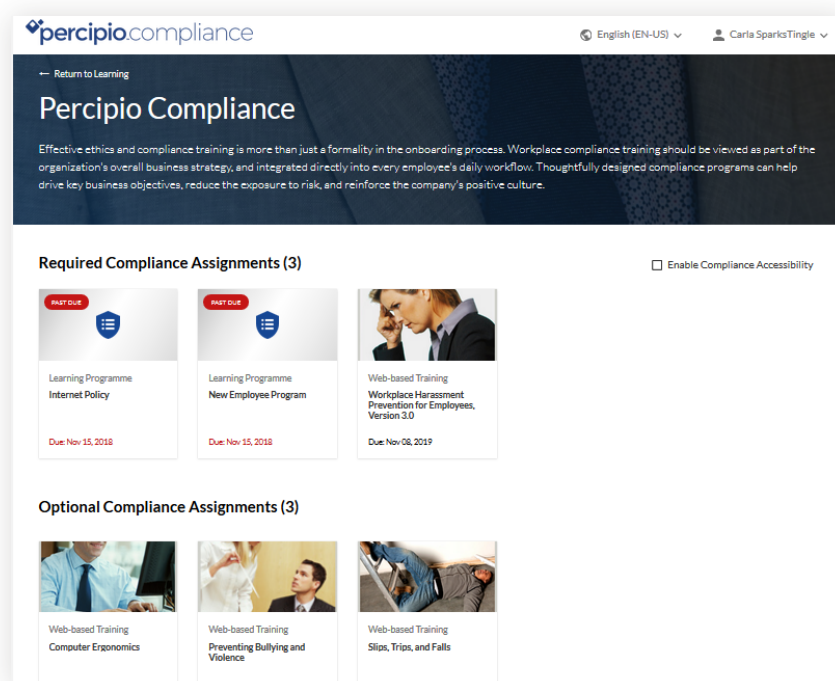 percipio.compliance
English (EN-US)
Carla SparksTingle
← Return to Learning
Percipio Compliance
Effective ethics and compliance training is more than just a formality in the onboarding process. Workplace compliance training should be viewed as part of the
organization's overall business strategy, and integrated directly into every employee's daily workflow. Thoughtfully designed compliance programs can help
drive key business objectives, reduce the exposure to risk, and reinforce the company's positive culture.
Required Compliance Assignments (3)
Enable Compliance Accessibility
PAST DUE
Learning Programme
Internet Policy
Due: Nov 15, 2018
PAST DUE
Learning Programme
New Employee Program
Due: Nov 15, 2018
Web-based Training
Workplace Harassment
Prevention for Employees,
Version 3.0
Due: Nov 08, 2019
Optional Compliance Assignments (3)
Web-based Training
Computer Ergonomics
Web-based Training
Preventing Bullying and
Violence
Web-based Training
Slips, Trips, and Falls